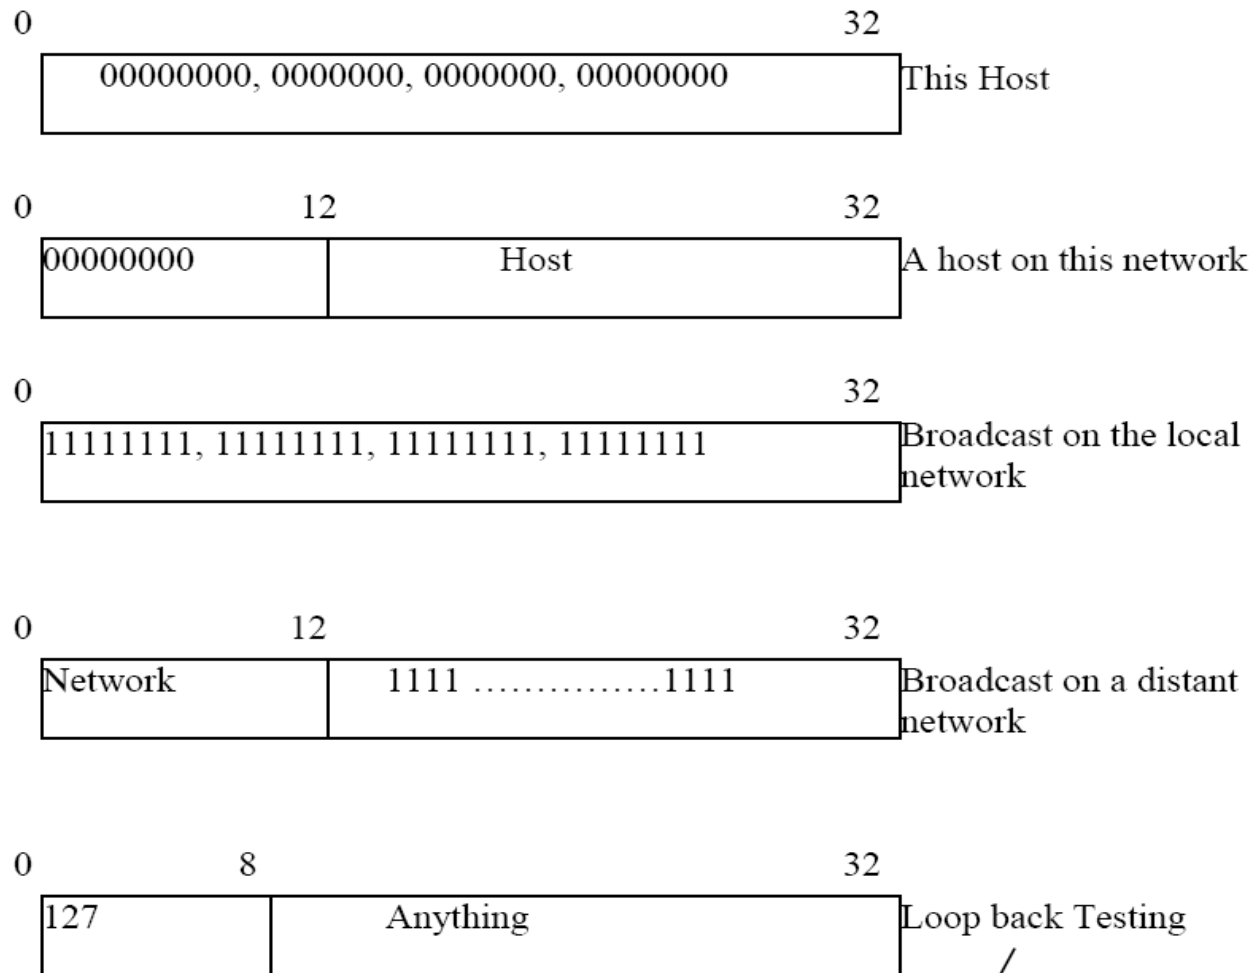 0 32
00000000, 0000000, 0000000, 00000000 This Host
0 12 32
00000000 Host A host on this network
0 32
11111111, 11111111, 11111111, 11111111 Broadcast on the local
network
0 12 32
Network 1111 ...............1111 Broadcast on a distant
network
0 8 32
127 Anything Loop back Testing